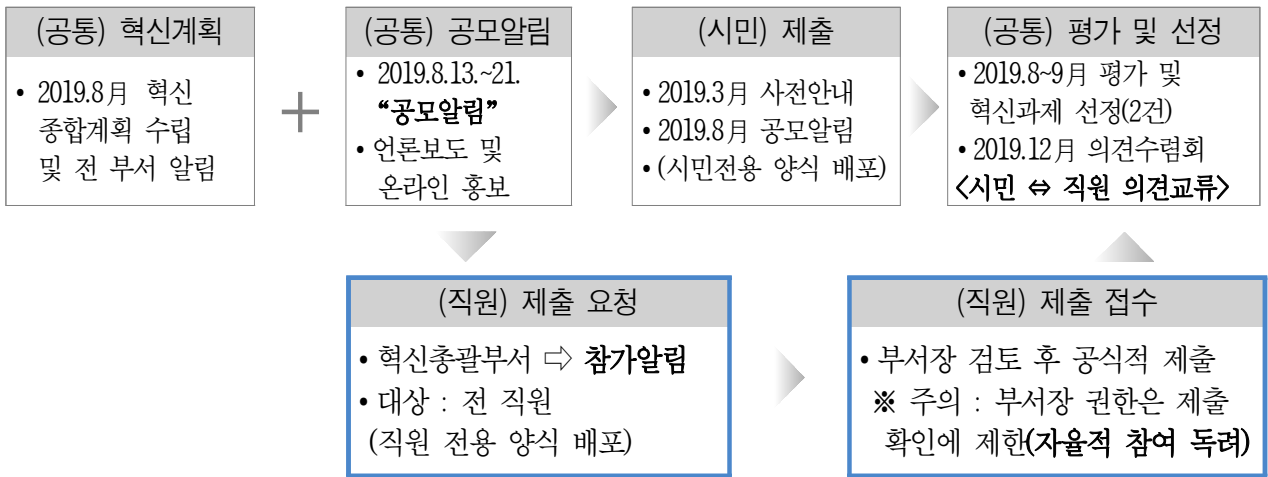 (공통) 혁신계획
• 2019.8月 혁신
종합계획 수립
및 전 부서 알림
+
(공통) 공모알림
• 2019.8.13.~21.
“공모알림”
• 언론보도 및
온라인 홍보
(시민) 제출
• 2019.3月 사전안내
• 2019.8月 공모알림
• (시민전용 양식 배포)
(공통) 평가 및 선정
• 2019.8~9月 평가 및
혁신과제 선정(2건)
• 2019.12月 의견수렴회
<시민 ⇔ 직원 의견교류>
(직원) 제출 요청
• 혁신총괄부서 ⇨ 참가알림
• 대상 : 전 직원
(직원 전용 양식 배포)
(직원) 제출 접수
• 부서장 검토 후 공식적 제출
※ 주의 : 부서장 권한은 제출
확인에 제한(자율적 참여 독려)